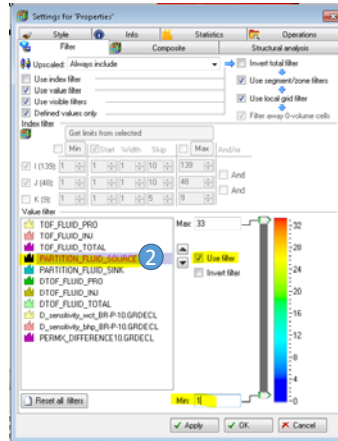 Settings for 'Properties'
Style Info Statistics Operations
Filter Composite Structural analysis
Upscaled: Always include Invert total filter
Use index filter
Use value filter Use segment/zone filters
Use visible filters Use local grid filter
Defined values only Filter away 0-volume cells
Index filter
Get limits from selected
Min Start Width Skip Max And/or
I (139): 1 1 1 10 139
And
J (48): 1 1 1 10 48
And
K (9): 1 1 1 5 9
Value filter
TOF_FLUID_PRO Max: 33
TOF_FLUID_INJ
TOF_FLUID_TOTAL
PARTITION_FLUID_SOURCE 2 Use filter
PARTITION_FLUID_SINK Invert filter
DTOF_FLUID_PRO
DTOF_FLUID_INJ
DTOF_FLUID_TOTAL
D_sensitivity_wct_BR-P-10.GRDECL
D_sensitivity_bhp_BR-P-10.GRDECL
PERMX_DIFFERENCE10.GRDECL
32
28
24
20
16
12
8
4
0
Reset all filters Min: 1
Apply OK Cancel